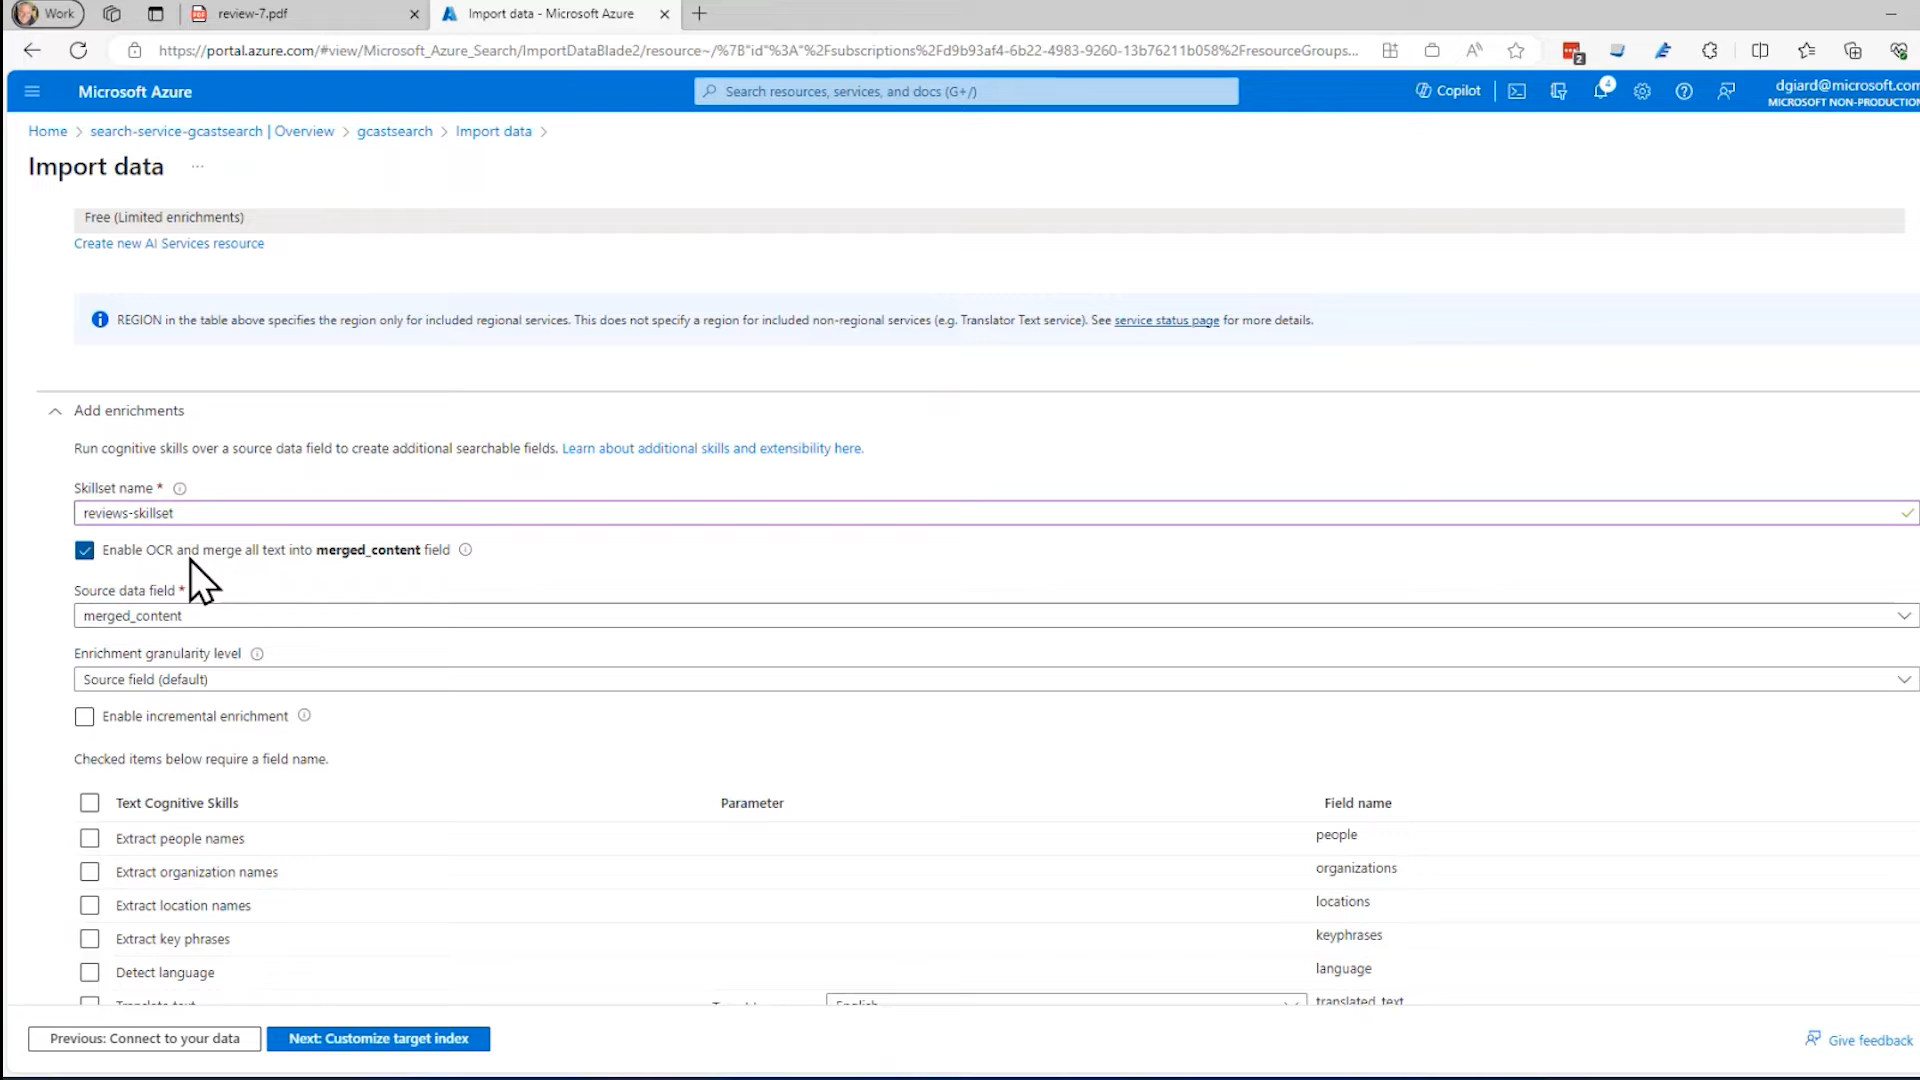 Work
review-7.pdf
Import data - Microsoft Azure
https://portal.azure.com/#view/Microsoft_Azure_Search/ImportDataBlade2/resource~/%7B"id"%3A"%2Fsubscriptions%2Fd9b93af4-6b22-4983-9260-13b76211b058%2FresourceGroups...
2
Microsoft Azure
Search resources, services, and docs (G+/)
Copilot
4
dgiard@microsoft.com
MICROSOFT NON-PRODUCTION
Home > search-service-gcastsearch | Overview > gcastsearch > Import data >
Import data ...
Free (Limited enrichments)
Create new AI Services resource
REGION in the table above specifies the region only for included regional services. This does not specify a region for included non-regional services (e.g. Translator Text service). See service status page for more details.
Add enrichments
Run cognitive skills over a source data field to create additional searchable fields. Learn about additional skills and extensibility here.
Skillset name *
reviews-skillset
Enable OCR and merge all text into merged_content field
Source data field *
merged_content
Enrichment granularity level
Source field (default)
Enable incremental enrichment
Checked items below require a field name.
Text Cognitive Skills Parameter Field name
Extract people names people
Extract organization names organizations
Extract location names locations
Extract key phrases keyphrases
Detect language language
Translate text English translated_text
Previous: Connect to your data
Next: Customize target index
Give feedback